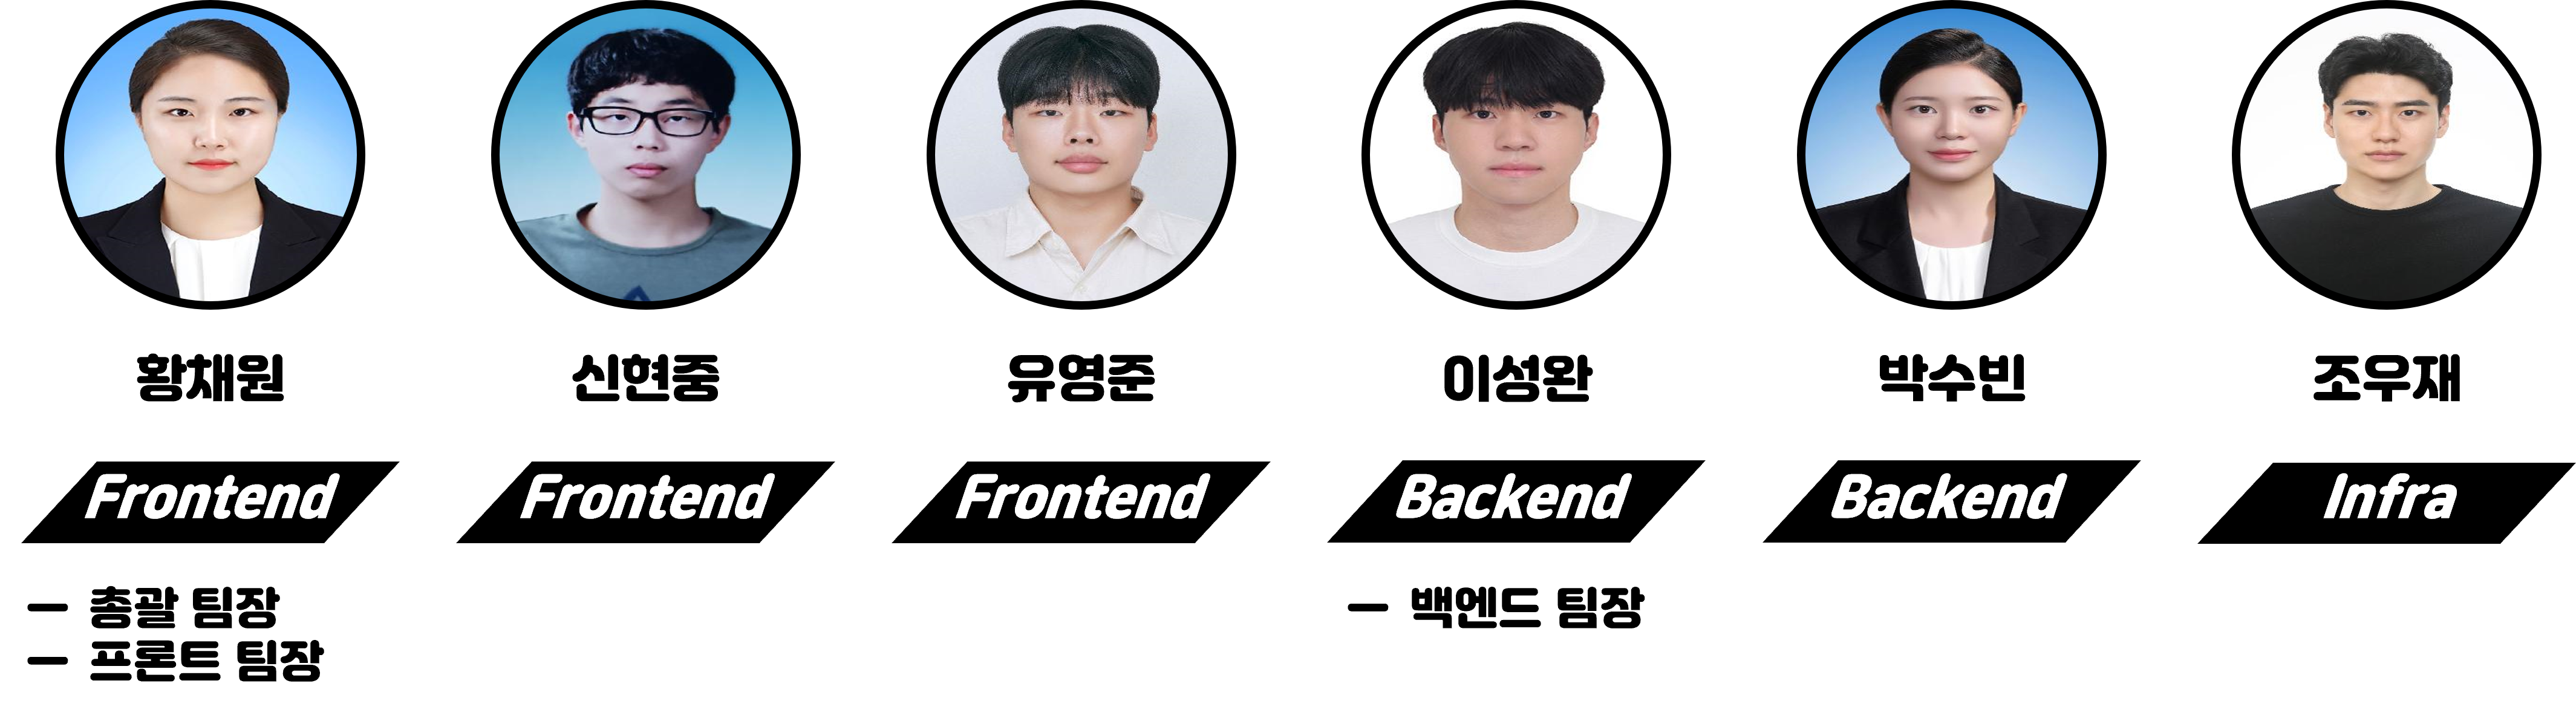 황채원
신현중
유영준
이성완
박수빈
조우재
Frontend
Frontend
Frontend
Backend
Backend
Infra
- 총괄 팀장
- 프론트 팀장
- 백엔드 팀장